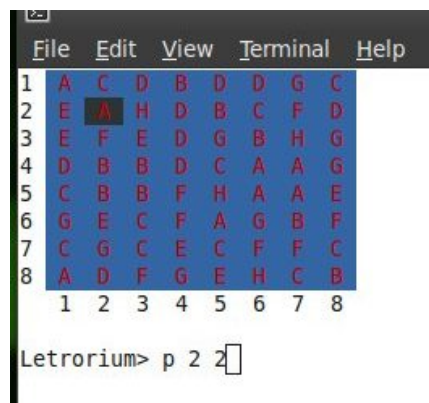 File Edit View Terminal Help
1 A C D B D D G C
2 E A H D B C F D
3 E F E D G B H G
4 D B B D C A A G
5 C B B F H A A E
6 G E C F A G B F
7 C G C E C F F C
8 A D F G E H C B
1 2 3 4 5 6 7 8
Letrorium> p 2 2